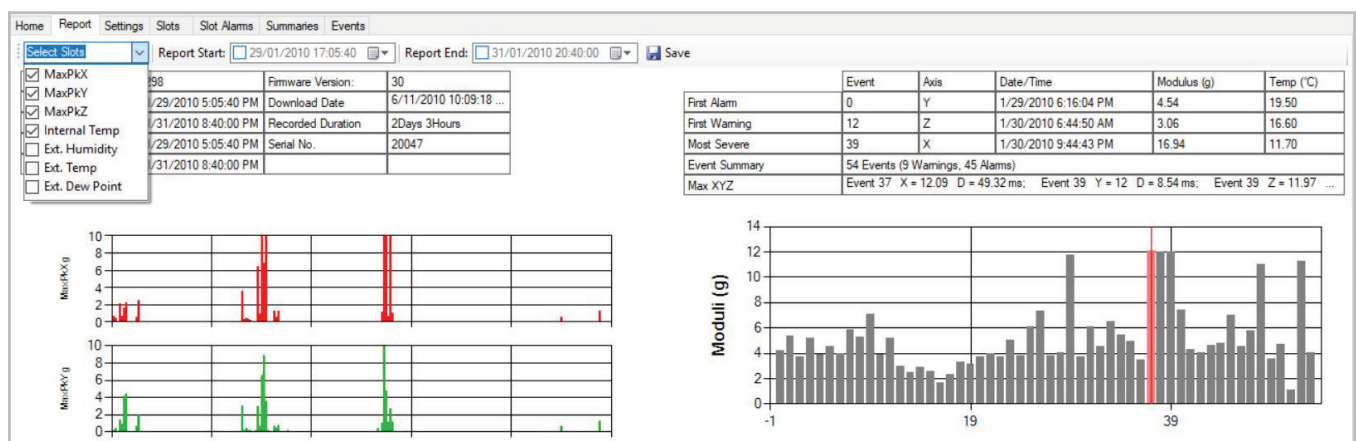 Home Report Settings Slots Slot Alarms Summaries Events
Select Slots Report Start: 29/01/2010 17:05:40 Report End: 31/01/2010 20:40:00 Save
MaxPkX
MaxPkY
MaxPkZ
Internal Temp
Ext. Humidity
Ext. Temp
Ext. Dew Point
298 Firmware Version: 30
/29/2010 5:05:40 PM Download Date 6/11/2010 10:09:18 ...
/31/2010 8:40:00 PM Recorded Duration 2Days 3Hours
/29/2010 5:05:40 PM Serial No. 20047
/31/2010 8:40:00 PM
Event Axis Date/Time Modulus (g) Temp (°C)
First Alarm 0 Y 1/29/2010 6:16:04 PM 4.54 19.50
First Warning 12 Z 1/30/2010 6:44:50 AM 3.06 16.60
Most Severe 39 X 1/30/2010 9:44:43 PM 16.94 11.70
Event Summary 54 Events (9 Warnings, 45 Alarms)
Max XYZ Event 37 X = 12.09 D = 49.32 ms; Event 39 Y = 12 D = 8.54 ms; Event 39 Z = 11.97 ...
MaxPkX g
10
8
6
4
2
0
MaxPkY g
10
8
6
4
2
0
Moduli (g)
14
12
10
8
6
4
2
0
-1 19 39